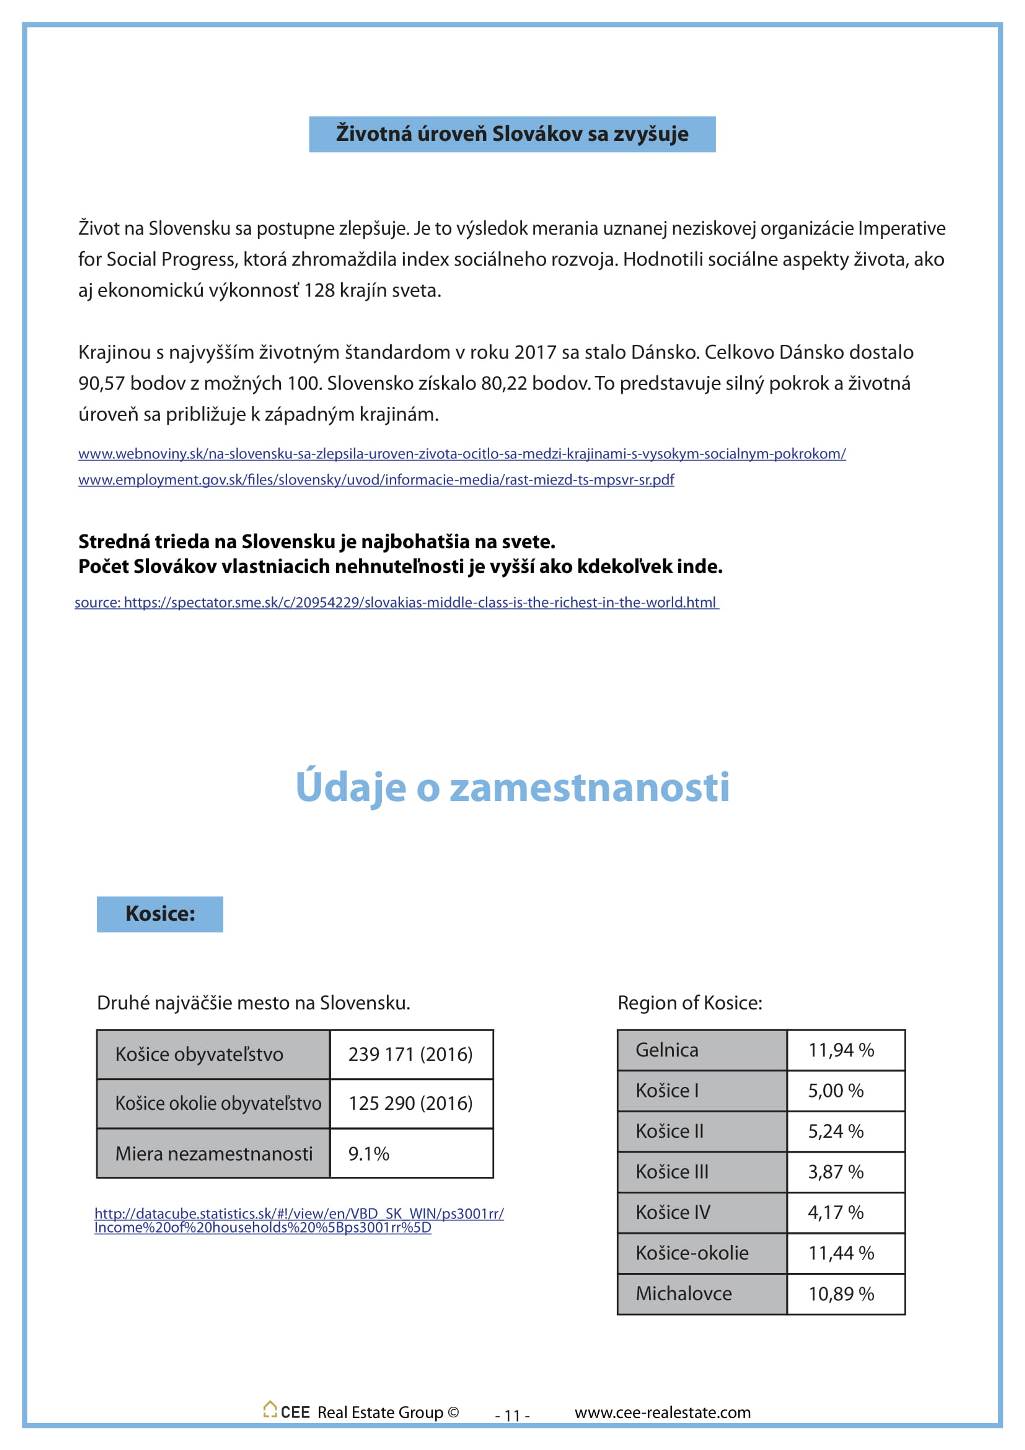 Životná úroveň Slovákov sa zvyšuje
Život na Slovensku sa postupne zlepšuje. Je to výsledok merania uznanej neziskovej organizácie Imperative
for Social Progress, ktorá zhromaždila index sociálneho rozvoja. Hodnotili sociálne aspekty života, ako
aj ekonomickú výkonnosť 128 krajín sveta.
Krajinou s najvyšším životným štandardom v roku 2017 sa stalo Dánsko. Celkovo Dánsko dostalo
90,57 bodov z možných 100. Slovensko získalo 80,22 bodov. To predstavuje silný pokrok a životná
úroveň sa približuje k západným krajinám.
www.webnoviny.sk/na-slovensku-sa-zlepsila-uroven-zivota-ocitlo-sa-medzi-krajinami-s-vysokym-socialnym-pokrokom/
www.employment.gov.sk/files/slovensky/uvod/informacie-media/rast-miezd-ts-mpsvr-sr.pdf
Stredná trieda na Slovensku je najbohatšia na svete.
Počet Slovákov vlastniacich nehnuteľnosti je vyšší ako kdekoľvek inde.
source: https://spectator.sme.sk/c/20954229/slovakias-middle-class-is-the-richest-in-the-world.html
Údaje o zamestnanosti
Kosice:
Druhé najväčšie mesto na Slovensku.
Košice obyvateľstvo 239 171 (2016)
Košice okolie obyvateľstvo 125 290 (2016)
Miera nezamestnanosti 9.1%
http://datacube.statistics.sk/#!/view/en/VBD_SK_WIN/ps3001rr/
Income%20of%20households%20%5Bps3001rr%5D
Region of Kosice:
Gelnica 11,94 %
Košice I 5,00 %
Košice II 5,24 %
Košice III 3,87 %
Košice IV 4,17 %
Košice-okolie 11,44 %
Michalovce 10,89 %
CEE Real Estate Group © - 11 - www.cee-realestate.com